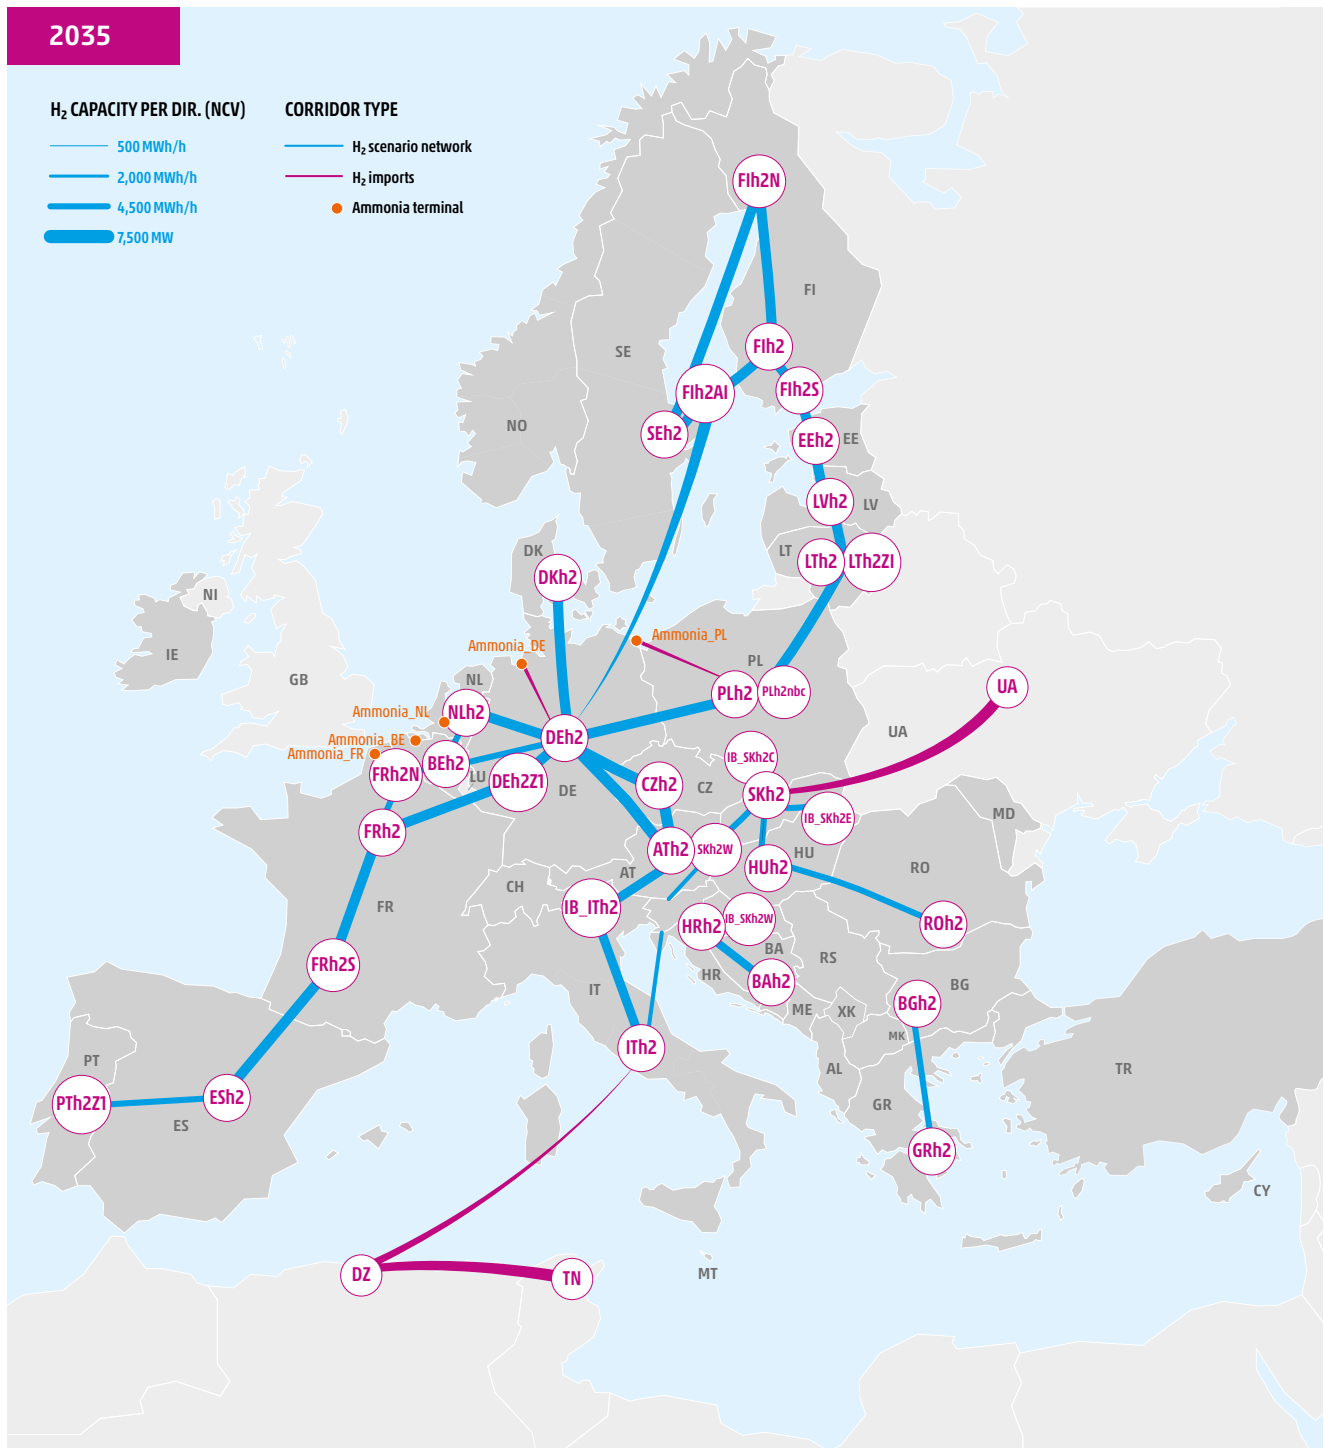 2035
H₂ CAPACITY PER DIR. (NCV)
500 MWh/h
2,000 MWh/h
4,500 MWh/h
7,500 MW
CORRIDOR TYPE
H₂ scenario network
H₂ imports
Ammonia terminal
FIh2N
FI
SE
FIh2
FIh2AI
FIh2S
NO
SEh2
EEh2
EE
LVh2
LV
DK
LT
LTh2
LTh2ZI
DKh2
NI
IE
GB
Ammonia_PL
Ammonia_DE
PL
NL
PLh2
PLh2nbc
UA
Ammonia_NL
NLh2
UA
Ammonia_BE
DEh2
Ammonia_FR
BEh2
IB_SKh2C
FRh2N
LU
DEh2Z1
DE
CZh2
CZ
SKh2
MD
IB_SKh2E
FRh2
ATh2
SKh2W
HU
HUh2
RO
AT
CH
FR
IB_ITh2
HRh2
IB_SKh2W
ROh2
BA
RS
FRh2S
HR
BAh2
BG
IT
ME
XK
BGh2
MK
ITh2
PT
AL
TR
PTh2Z1
ESh2
ES
GR
GRh2
CY
DZ
TN
MT